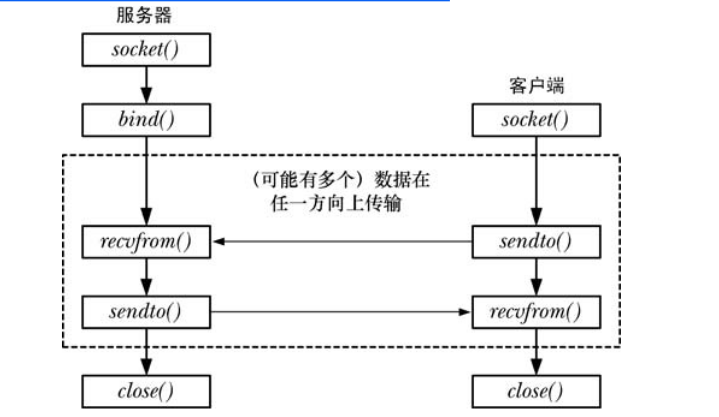 服务器
socket()
客户端
bind()
socket()
（可能有多个）数据在
任一方向上传输
recvfrom()
sendto()
sendto()
recvfrom()
close()
close()